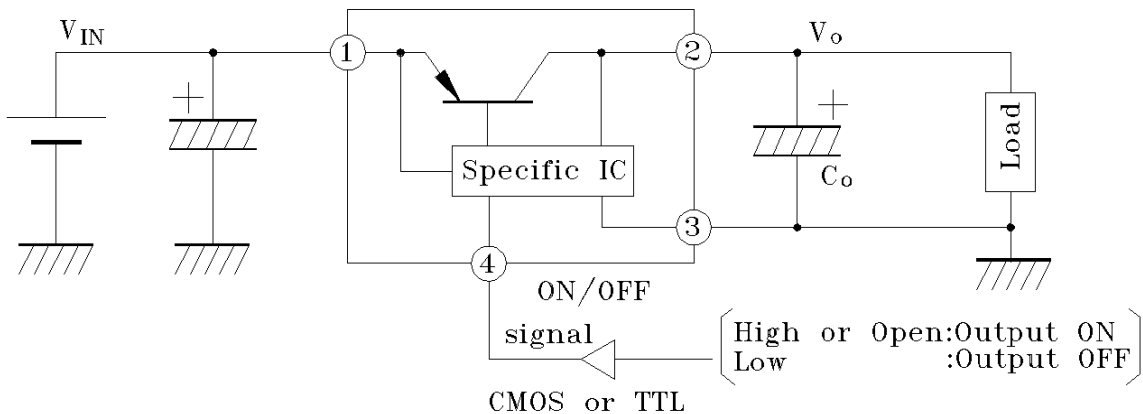 V IN
1
2
Vo
+
+
Specific IC
Co
Load
3
4
ON/OFF
signal
High or Open:Output ON
Low :Output OFF
CMOS or TTL